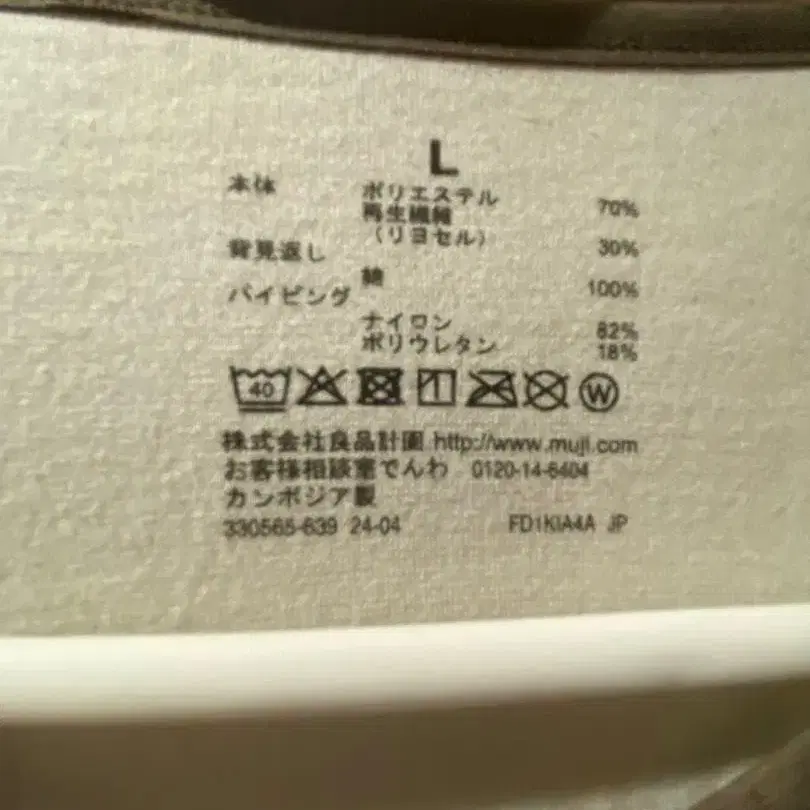 L
本体
ポリエステル 70%
再生繊維
（リヨセル） 30%
背見返し
綿 100%
パイピング
ナイロン 82%
ポリウレタン 18%
40 W
株式会社良品計画 http://www.muji.com
お客様相談室でんわ 0120-14-6404
カンボジア製
330565-639 24-04 FD1KIA4A JP